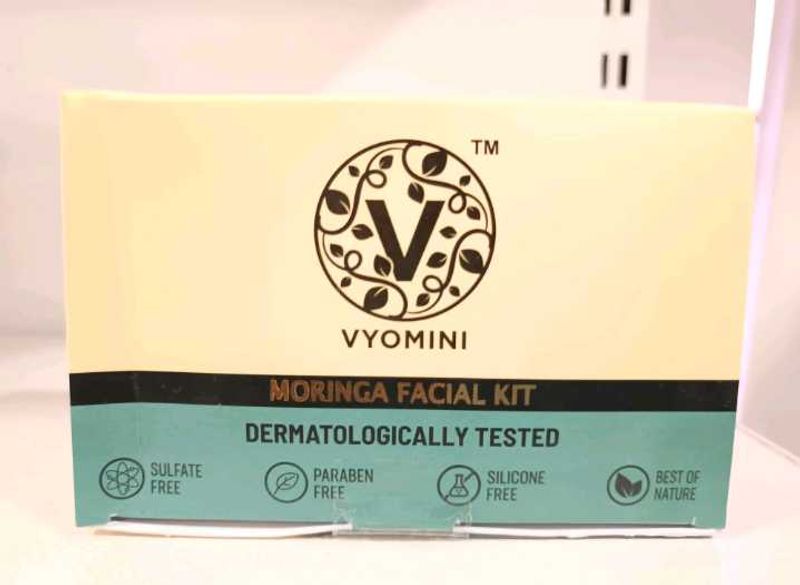 TM
V
VYOMINI
MORINGA FACIAL KIT
DERMATOLOGICALLY TESTED
SULFATE
FREE
PARABEN
FREE
SILICONE
FREE
BEST OF
NATURE